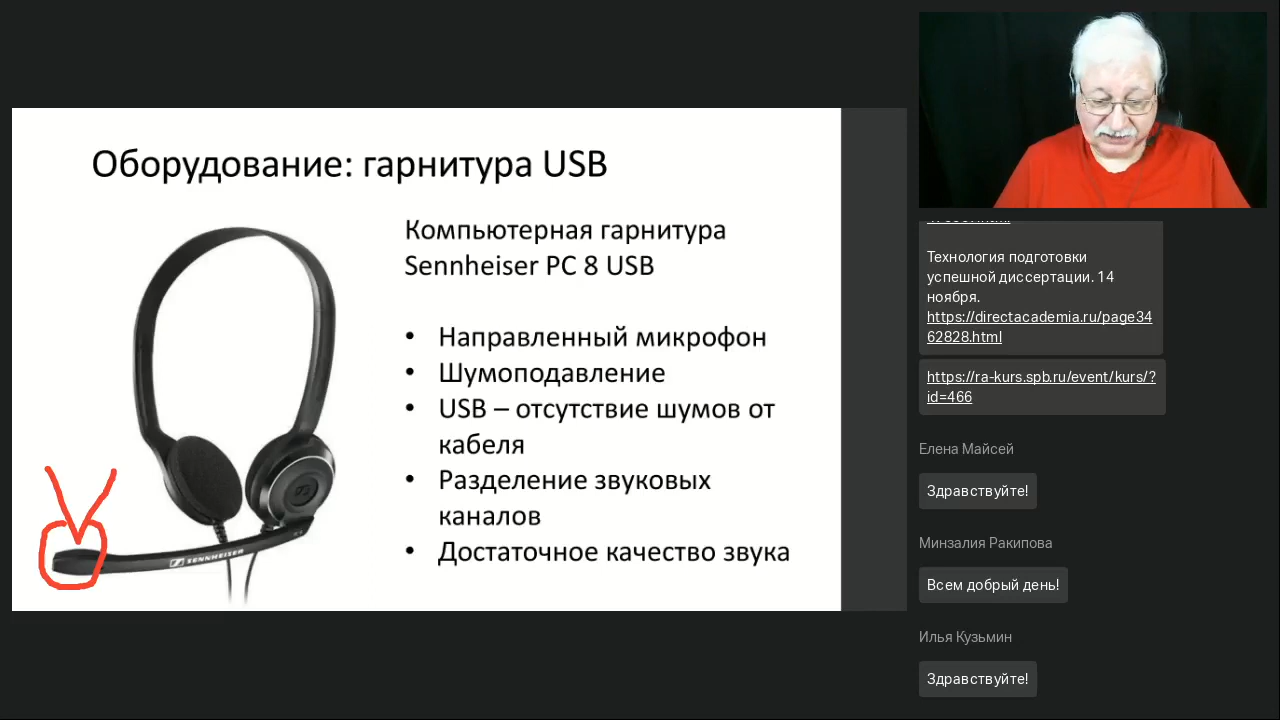 Оборудование: гарнитура USB
Компьютерная гарнитура
Sennheiser PC 8 USB
• Направленный микрофон
• Шумоподавление
• USB – отсутствие шумов от
кабеля
• Разделение звуковых
каналов
• Достаточное качество звука
SENNHEISER
Технология подготовки
успешной диссертации. 14
ноября.
https://directacademia.ru/page34
62828.html
https://ra-kurs.spb.ru/event/kurs/?
id=466
Елена Майсей
Здравствуйте!
Минзалия Ракипова
Всем добрый день!
Илья Кузьмин
Здравствуйте!